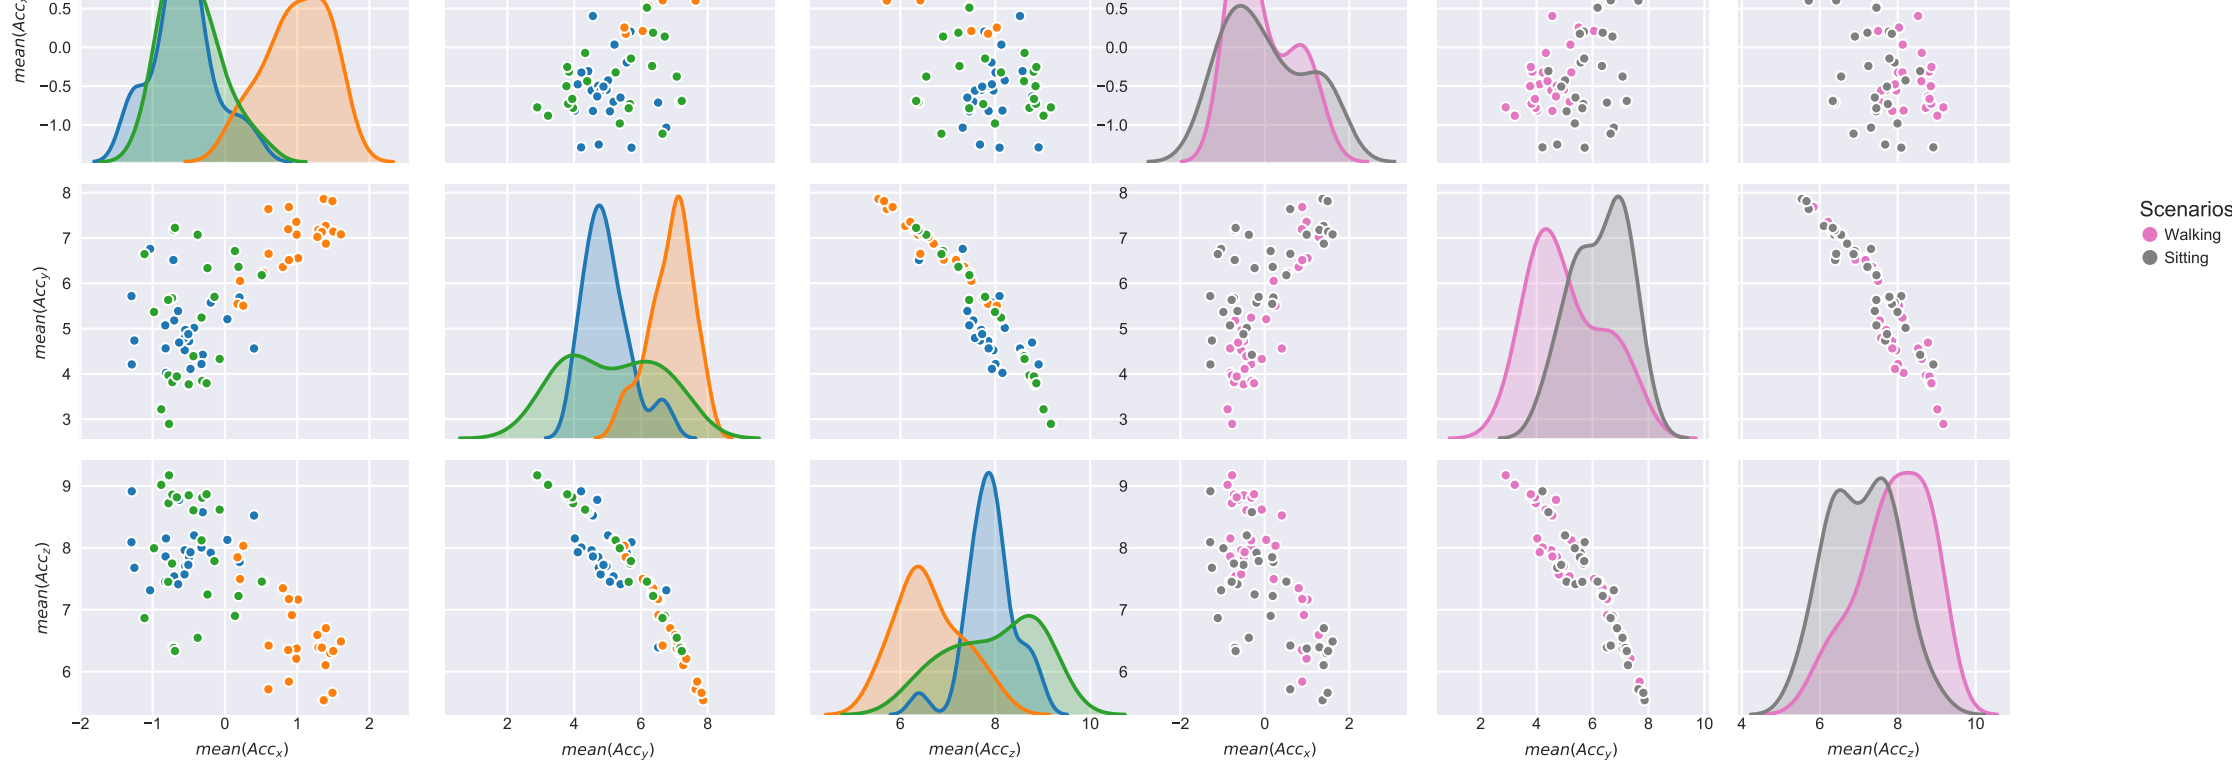 mean(Acc
0.5
0.0
−0.5
−1.0
0.5
0.0
−0.5
−1.0
mean(Acc_y)
8
7
6
5
4
3
8
7
6
5
4
3
Scenarios
Walking
Sitting
mean(Acc_z)
9
8
7
6
9
8
7
6
−2 −1 0 1 2
2 4 6 8
6 8 10
−2 0 2
2 4 6 8 10
4 6 8 10
mean(Acc_x) mean(Acc_y) mean(Acc_z) mean(Acc_x) mean(Acc_y) mean(Acc_z)